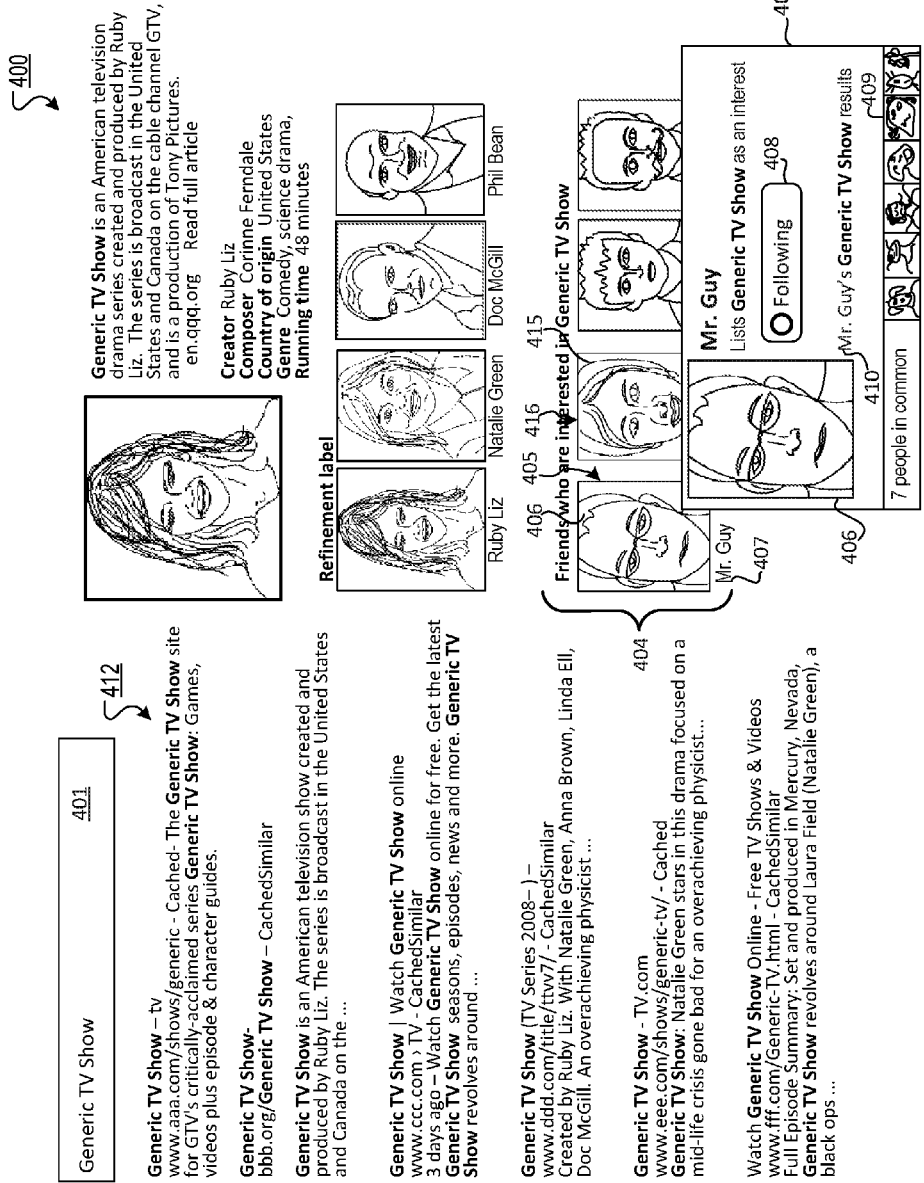 400
Generic TV Show 401
412
Generic TV Show – tv
www.aaa.com/shows/generic - Cached- The Generic TV Show site
for GTV's critically-acclaimed series Generic TV Show: Games,
videos plus episode & character guides.
Generic TV Show-
bbb.org/Generic TV Show – CachedSimilar
Generic TV Show is an American television show created and
produced by Ruby Liz. The series is broadcast in the United States
and Canada on the ...
Generic TV Show | Watch Generic TV Show online
www.ccc.com › TV - CachedSimilar
3 days ago – Watch Generic TV Show online for free. Get the latest
Generic TV Show seasons, episodes, news and more. Generic TV
Show revolves around ...
Generic TV Show (TV Series 2008– ) –
www.ddd.com/title/ttvv7/ - CachedSimilar
Created by Ruby Liz. With Natalie Green, Anna Brown, Linda Ell,
Doc McGill. An overachieving physicist ...
Generic TV Show - TV.com
www.eee.com/shows/generic-tv/ - Cached
Generic TV Show: Natalie Green stars in this drama focused on a
mid-life crisis gone bad for an overachieving physicist...
Watch Generic TV Show Online - Free TV Shows & Videos
www.fff.com/Generic-TV.html - CachedSimilar
Full Episode Summary: Set and produced in Mercury, Nevada,
Generic TV Show revolves around Laura Field (Natalie Green), a
black ops ...
Generic TV Show is an American television
drama series created and produced by Ruby
Liz. The series is broadcast in the United
States and Canada on the cable channel GTV,
and is a production of Tony Pictures.
en.qqq.org Read full article
Creator Ruby Liz
Composer Corinne Ferndale
Country of origin United States
Genre Comedy, science drama,
Running time 48 minutes
Refinement label
Ruby Liz Natalie Green Doc McGill Phil Bean
Friends who are interested in Generic TV Show
406 405 416 415
404
Mr. Guy
407
Mr. Guy
Lists Generic TV Show as an interest
Following 408
410 Mr. Guy's Generic TV Show results
406
7 people in common 409